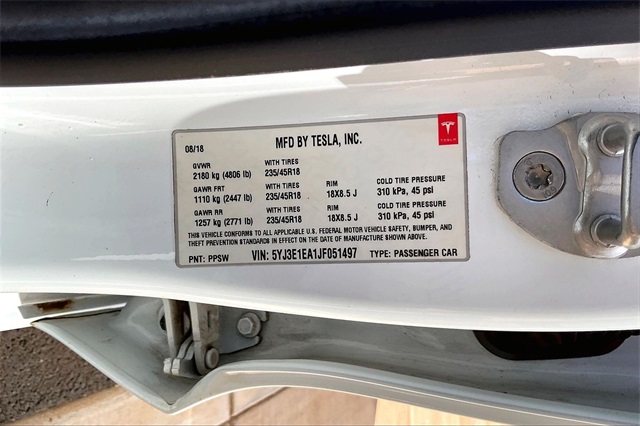 08/18 MFD BY TESLA, INC.
GVWR WITH TIRES
2180 kg (4806 lb) 235/45R18
GAWR FRT WITH TIRES RIM COLD TIRE PRESSURE
1110 kg (2447 lb) 235/45R18 18X8.5 J 310 kPa, 45 psi
GAWR RR WITH TIRES RIM COLD TIRE PRESSURE
1257 kg (2771 lb) 235/45R18 18X8.5 J 310 kPa, 45 psi
THIS VEHICLE CONFORMS TO ALL APPLICABLE U.S. FEDERAL MOTOR VEHICLE SAFETY, BUMPER, AND
THEFT PREVENTION STANDARDS IN EFFECT ON THE DATE OF MANUFACTURE SHOWN ABOVE.
PNT: PPSW VIN: 5YJ3E1EA1JF051497 TYPE: PASSENGER CAR